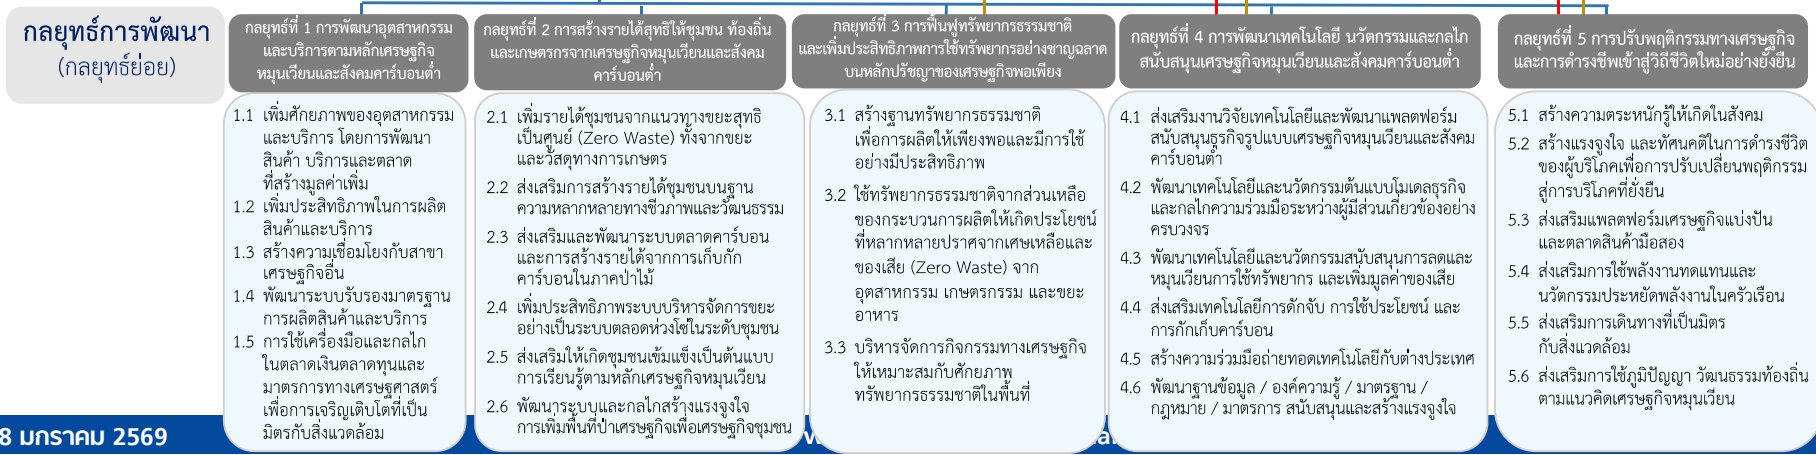 กลยุทธ์การพัฒนา
(กลยุทธ์ย่อย)
กลยุทธ์ที่ 1 การพัฒนาอุตสาหกรรม
และบริการตามหลักเศรษฐกิจ
หมุนเวียนและสังคมคาร์บอนต่ำ
1.1 เพิ่มศักยภาพของอุตสาหกรรม
และบริการ โดยการพัฒนา
สินค้า บริการและตลาด
ที่สร้างมูลค่าเพิ่ม
1.2 เพิ่มประสิทธิภาพในการผลิต
สินค้าและบริการ
1.3 สร้างความเชื่อมโยงกับสาขา
เศรษฐกิจอื่น
1.4 พัฒนาระบบรับรองมาตรฐาน
การผลิตสินค้าและบริการ
1.5 การใช้เครื่องมือและกลไก
ในตลาดเงินตลาดทุนและ
มาตรการทางเศรษฐศาสตร์
เพื่อการเจริญเติบโตที่เป็น
มิตรกับสิ่งแวดล้อม
กลยุทธ์ที่ 2 การสร้างรายได้สุทธิให้ชุมชน ท้องถิ่น
และเกษตรกรจากเศรษฐกิจหมุนเวียนและสังคม
คาร์บอนต่ำ
2.1 เพิ่มรายได้ชุมชนจากแนวทางขยะสุทธิ
เป็นศูนย์ (Zero Waste) ทั้งจากขยะ
และวัสดุทางการเกษตร
2.2 ส่งเสริมการสร้างรายได้ชุมชนบนฐาน
ความหลากหลายทางชีวภาพและวัฒนธรรม
2.3 ส่งเสริมและพัฒนาระบบตลาดคาร์บอน
และการสร้างรายได้จากการเก็บกัก
คาร์บอนในภาคป่าไม้
2.4 เพิ่มประสิทธิภาพระบบบริหารจัดการขยะ
อย่างเป็นระบบตลอดห่วงโซ่ในระดับชุมชน
2.5 ส่งเสริมให้เกิดชุมชนเข้มแข็งเป็นต้นแบบ
การเรียนรู้ตามหลักเศรษฐกิจหมุนเวียน
2.6 พัฒนาระบบและกลไกสร้างแรงจูงใจ
การเพิ่มพื้นที่ป่าเศรษฐกิจเพื่อเศรษฐกิจชุมชน
กลยุทธ์ที่ 3 การฟื้นฟูทรัพยากรธรรมชาติ
และเพิ่มประสิทธิภาพการใช้ทรัพยากรอย่างชาญฉลาด
บนหลักปรัชญาของเศรษฐกิจพอเพียง
3.1 สร้างฐานทรัพยากรธรรมชาติ
เพื่อการผลิตให้เพียงพอและมีการใช้
อย่างมีประสิทธิภาพ
3.2 ใช้ทรัพยากรธรรมชาติจากส่วนเหลือ
ของกระบวนการผลิตให้เกิดประโยชน์
ที่หลากหลายปราศจากเศษเหลือและ
ของเสีย (Zero Waste) จาก
อุตสาหกรรม เกษตรกรรม และขยะ
อาหาร
3.3 บริหารจัดการกิจกรรมทางเศรษฐกิจ
ให้เหมาะสมกับศักยภาพ
ทรัพยากรธรรมชาติในพื้นที่
กลยุทธ์ที่ 4 การพัฒนาเทคโนโลยี นวัตกรรมและกลไก
สนับสนุนเศรษฐกิจหมุนเวียนและสังคมคาร์บอนต่ำ
4.1 ส่งเสริมงานวิจัยเทคโนโลยีและพัฒนาแพลตฟอร์ม
สนับสนุนธุรกิจรูปแบบเศรษฐกิจหมุนเวียนและสังคม
คาร์บอนต่ำ
4.2 พัฒนาเทคโนโลยีและนวัตกรรมต้นแบบโมเดลธุรกิจ
และกลไกความร่วมมือระหว่างผู้มีส่วนเกี่ยวข้องอย่าง
ครบวงจร
4.3 พัฒนาเทคโนโลยีและนวัตกรรมสนับสนุนการลดและ
หมุนเวียนการใช้ทรัพยากร และเพิ่มมูลค่าของเสีย
4.4 ส่งเสริมเทคโนโลยีการดักจับ การใช้ประโยชน์ และ
การกักเก็บคาร์บอน
4.5 สร้างความร่วมมือถ่ายทอดเทคโนโลยีกับต่างประเทศ
4.6 พัฒนาฐานข้อมูล / องค์ความรู้ / มาตรฐาน /
กฎหมาย / มาตรการ สนับสนุนและสร้างแรงจูงใจ
กลยุทธ์ที่ 5 การปรับพฤติกรรมทางเศรษฐกิจ
และการดำรงชีพเข้าสู่วิถีชีวิตใหม่อย่างยั่งยืน
5.1 สร้างความตระหนักรู้ให้เกิดในสังคม
5.2 สร้างแรงจูงใจ และทัศนคติในการดำรงชีวิต
ของผู้บริโภคเพื่อการปรับเปลี่ยนพฤติกรรม
สู่การบริโภคที่ยั่งยืน
5.3 ส่งเสริมแพลตฟอร์มเศรษฐกิจแบ่งปัน
และตลาดสินค้ามือสอง
5.4 ส่งเสริมการใช้พลังงานทดแทนและ
นวัตกรรมประหยัดพลังงานในครัวเรือน
5.5 ส่งเสริมการเดินทางที่เป็นมิตร
กับสิ่งแวดล้อม
5.6 ส่งเสริมการใช้ภูมิปัญญา วัฒนธรรมท้องถิ่น
ตามแนวคิดเศรษฐกิจหมุนเวียน
8 มกราคม 2569